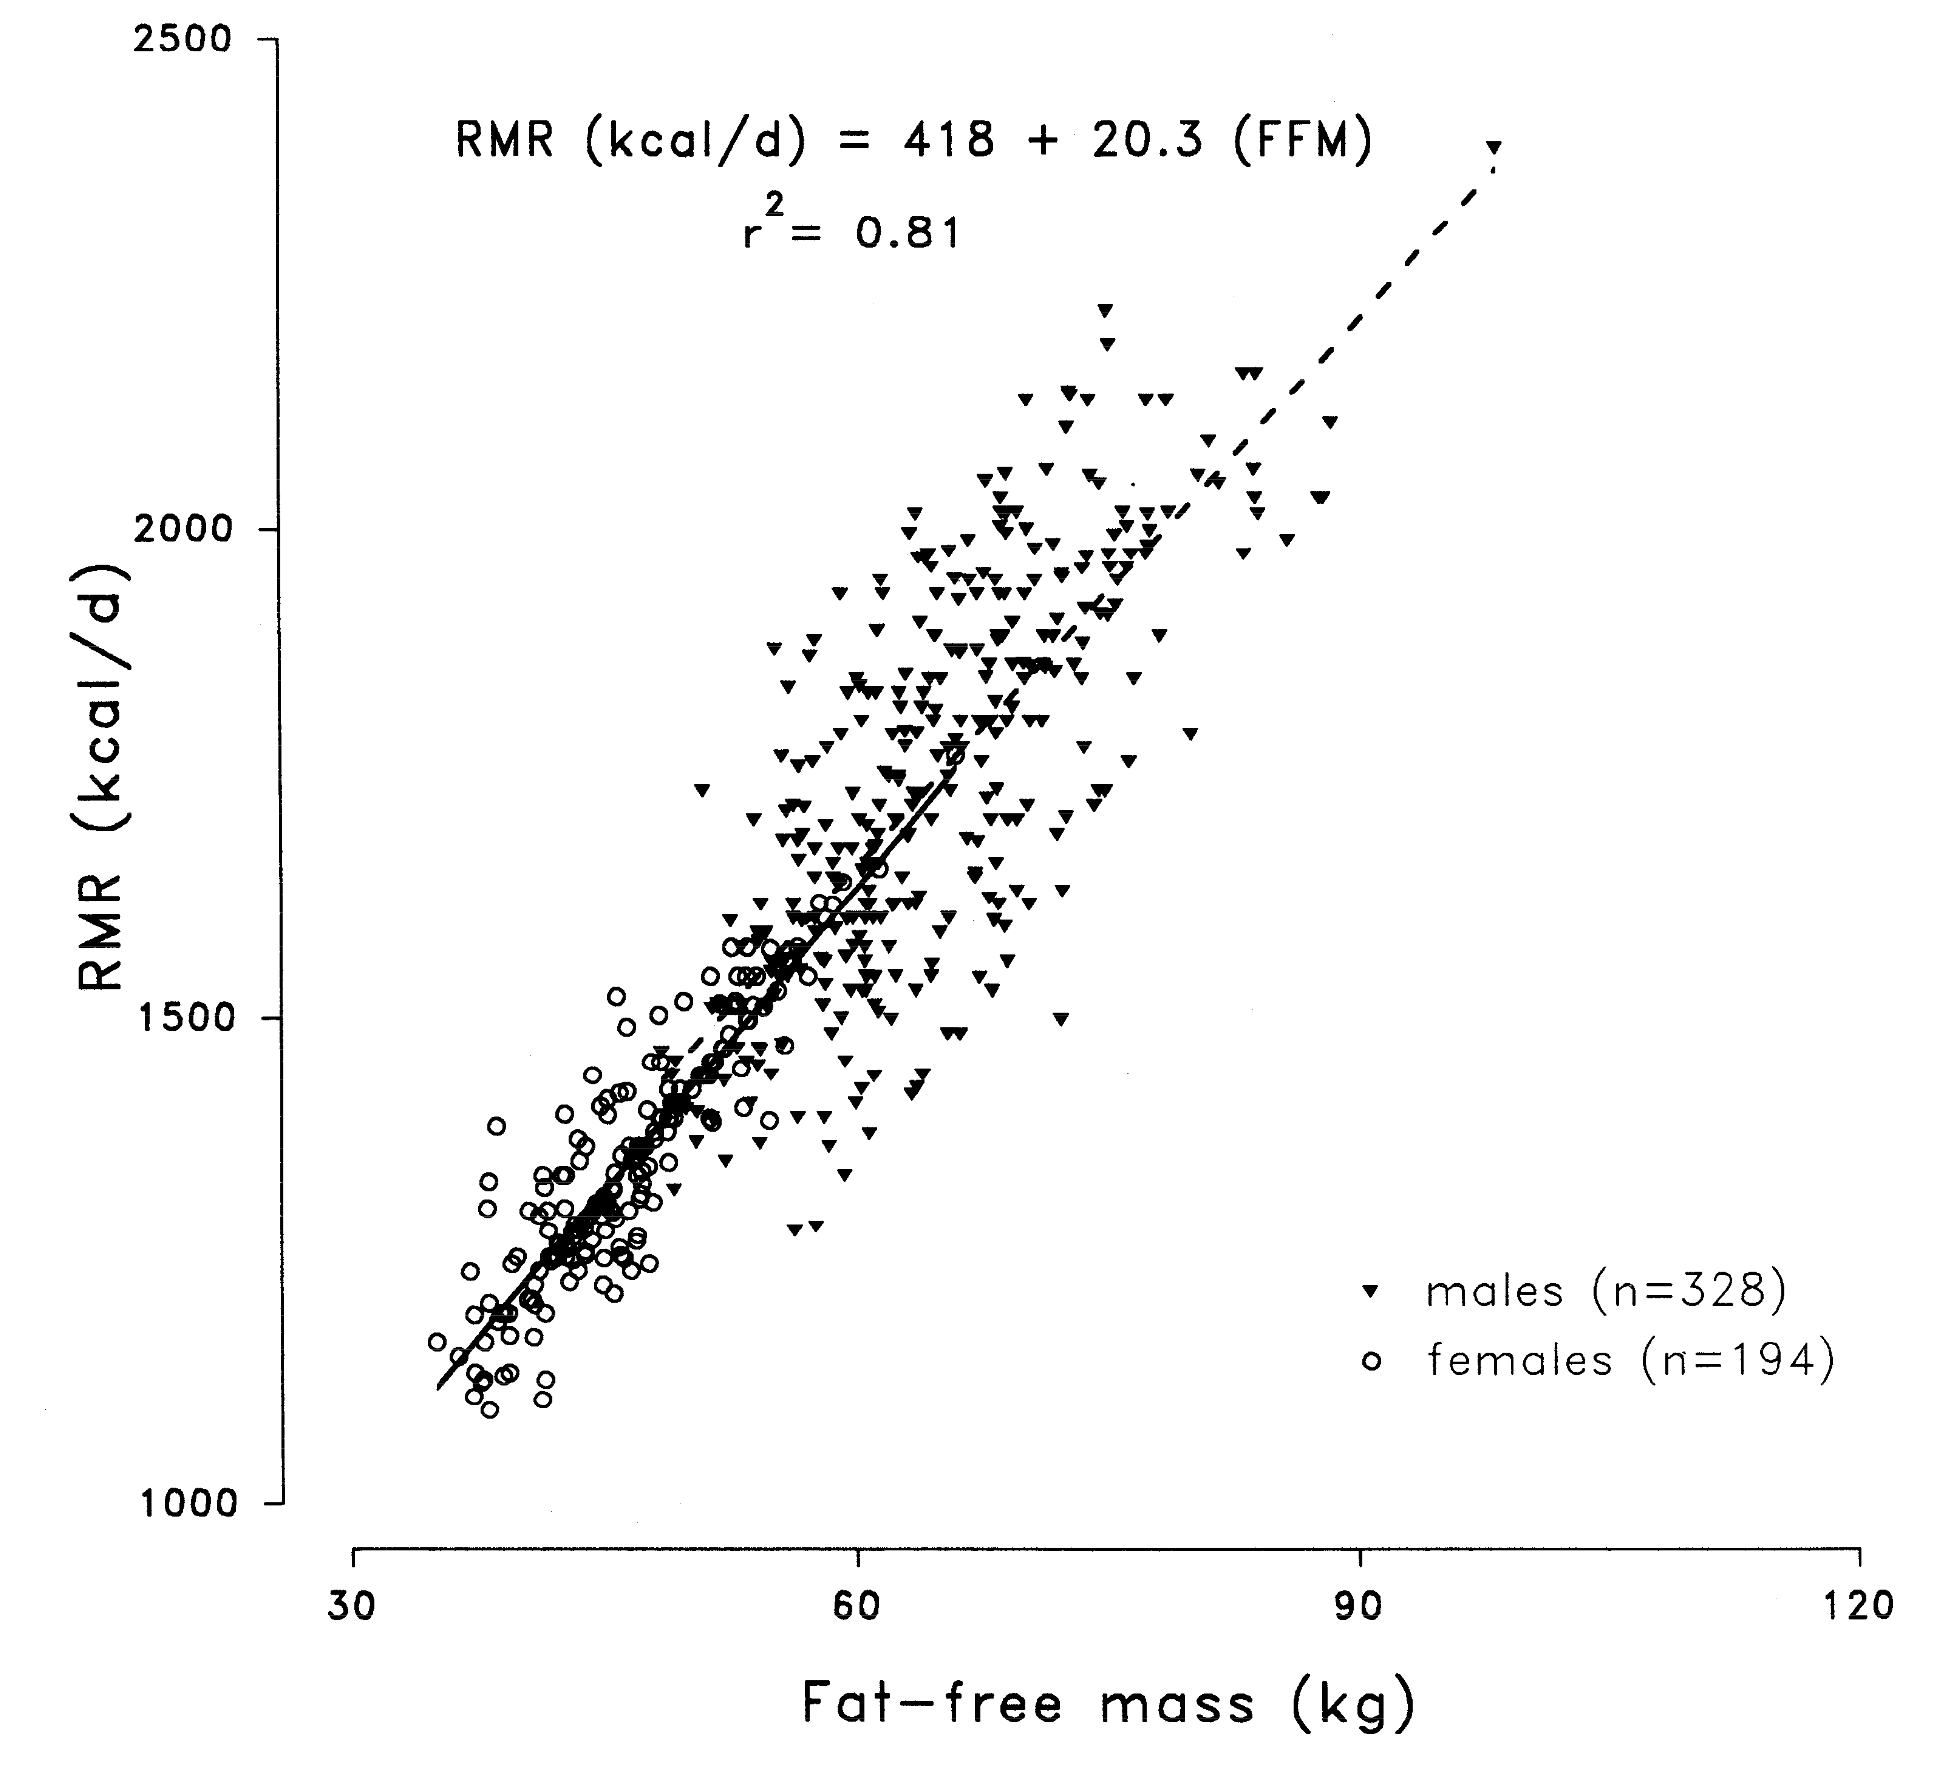 2500
RMR (kcal/d) = 418 + 20.3 (FFM)
r² = 0.81
2000
RMR (kcal/d)
1500
males (n=328)
females (n=194)
1000
30 60 90 120
Fat-free mass (kg)